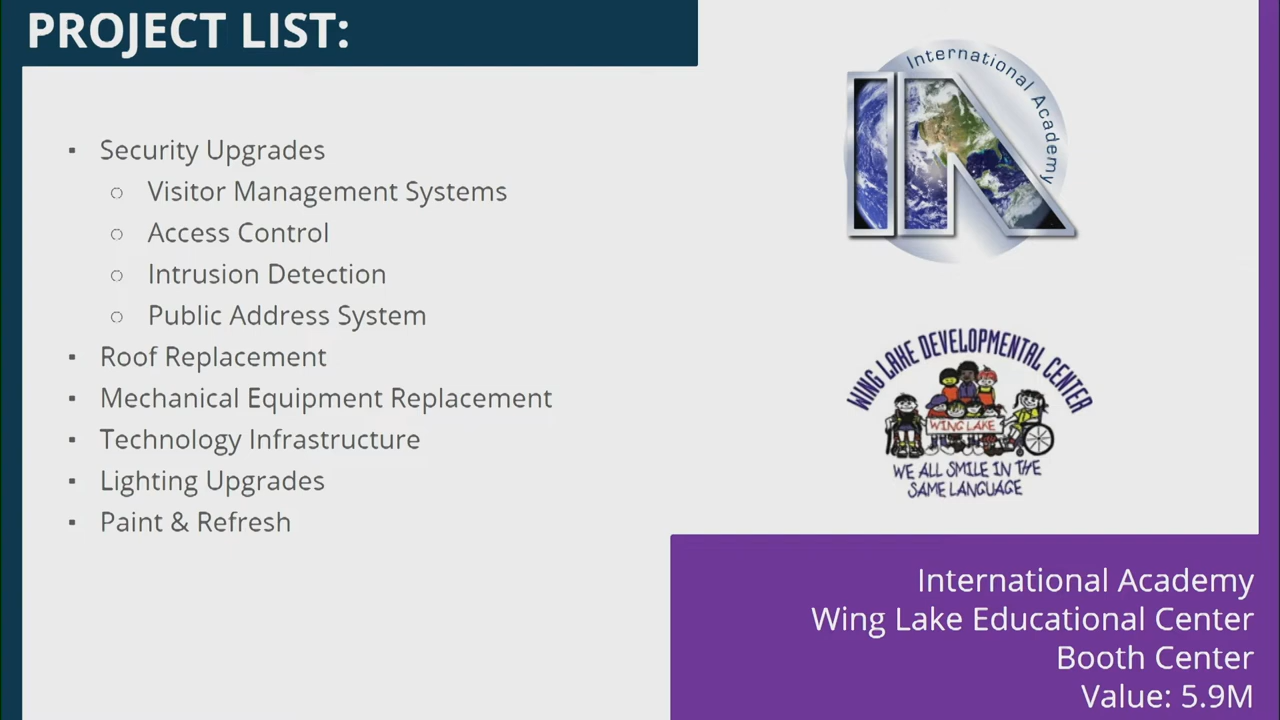 PROJECT LIST:
▪ Security Upgrades
○ Visitor Management Systems
○ Access Control
○ Intrusion Detection
○ Public Address System
▪ Roof Replacement
▪ Mechanical Equipment Replacement
▪ Technology Infrastructure
▪ Lighting Upgrades
▪ Paint & Refresh
International Academy
IA
WING LAKE DEVELOPMENTAL CENTER
WING LAKE
WE ALL SMILE IN THE
SAME LANGUAGE
International Academy
Wing Lake Educational Center
Booth Center
Value: 5.9M